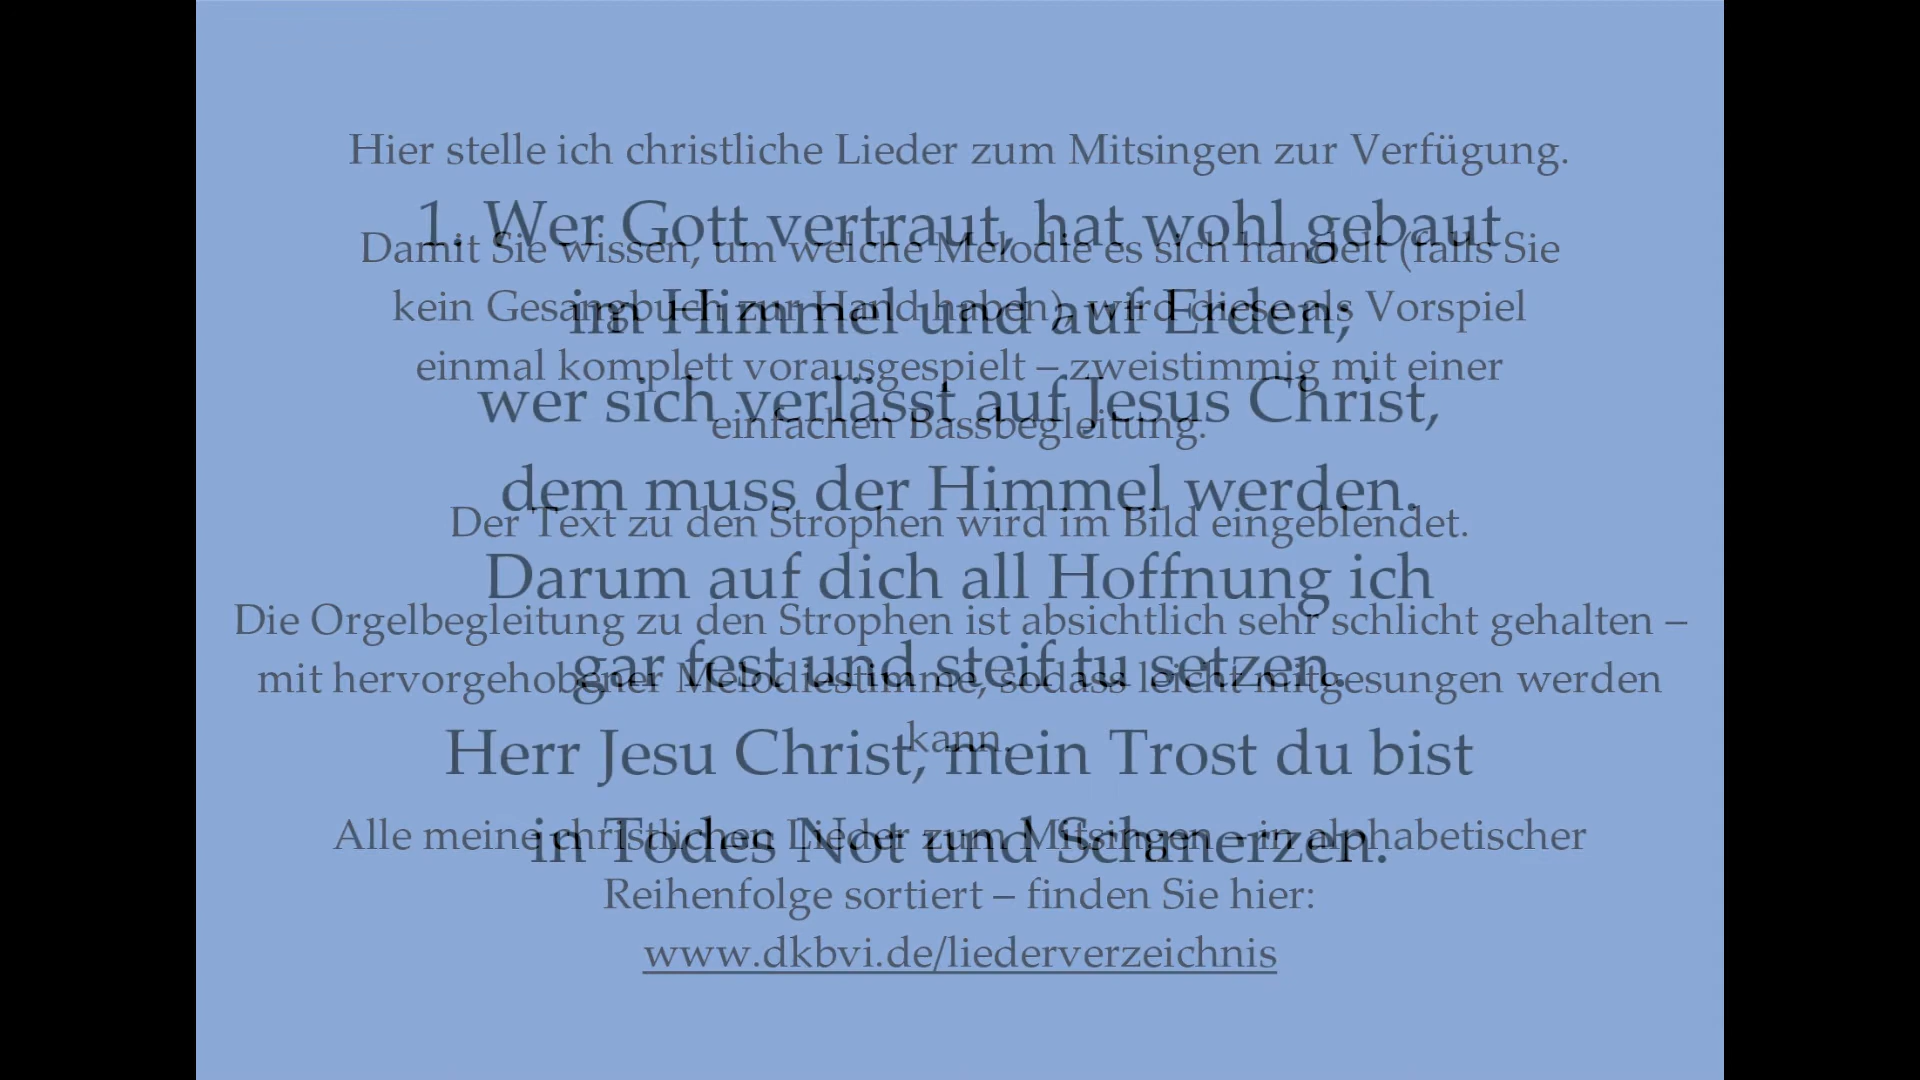 Hier stelle ich christliche Lieder zum Mitsingen zur Verfügung.
1. Wer Gott vertraut, hat wohl gebaut
Damit Sie wissen, um welche Melodie es sich handelt (falls Sie
im Himmel und auf Erden;
kein Gesangbuch zur Hand haben), wird diese als Vorspiel
einmal komplett vorausgespielt – zweistimmig mit einer
wer sich verlässt auf Jesus Christ,
einfachen Bassbegleitung.
dem muss der Himmel werden.
Der Text zu den Strophen wird im Bild eingeblendet.
Darum auf dich all Hoffnung ich
Die Orgelbegleitung zu den Strophen ist absichtlich sehr schlicht gehalten –
gar fest und steif tu setzen.
mit hervorgehobener Melodiestimme, sodass leicht mitgesungen werden
kann.
Herr Jesu Christ, mein Trost du bist
Alle meine christlichen Lieder zum Mitsingen – in alphabetischer
in Todes Not und Schmerzen.
Reihenfolge sortiert – finden Sie hier:
www.dkbvi.de/liederverzeichnis